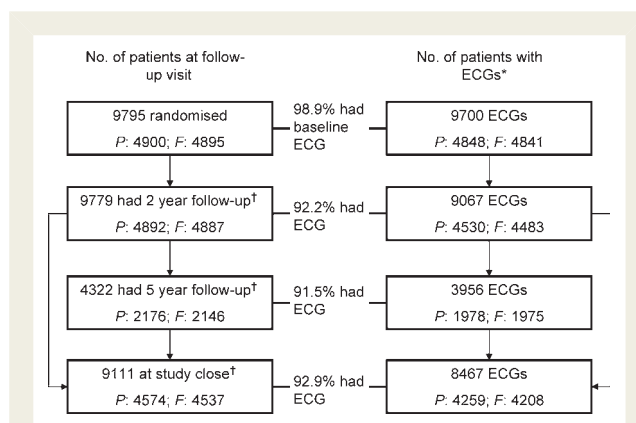 No. of patients at follow-
up visit
No. of patients with
ECGs*
9795 randomised
P: 4900; F: 4895
98.9% had
baseline
ECG
9700 ECGs
P: 4848; F: 4841
9779 had 2 year follow-up†
P: 4892; F: 4887
92.2% had
ECG
9067 ECGs
P: 4530; F: 4483
4322 had 5 year follow-up†
P: 2176; F: 2146
91.5% had
ECG
3956 ECGs
P: 1978; F: 1975
9111 at study close†
P: 4574; F: 4537
92.9% had
ECG
8467 ECGs
P: 4259; F: 4208